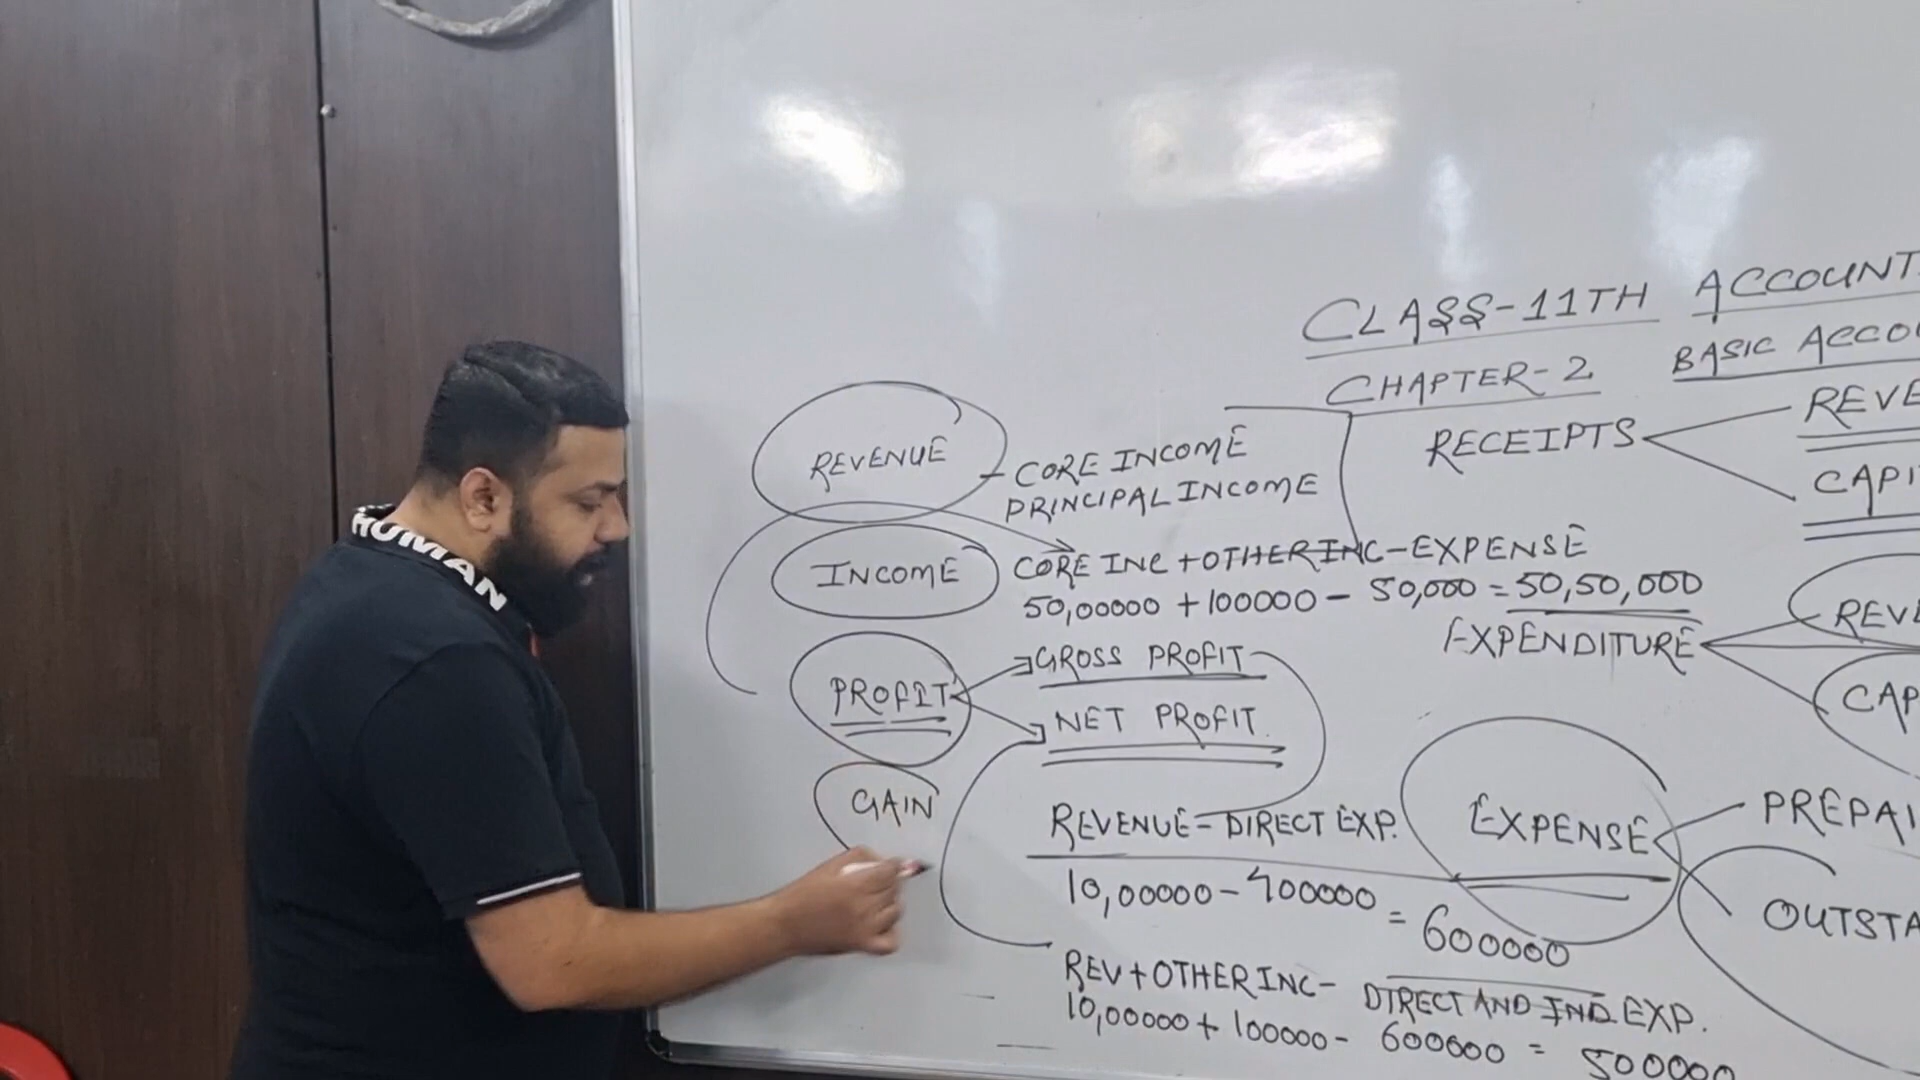 CLASS-11TH ACCOUNT
CHAPTER-2 BASIC ACCO
RECEIPTS
REVE
CAPI
REVENUE
CORE INCOME
PRINCIPAL INCOME
INCOME
CORE INC + OTHER INC - EXPENSE
50,00000 + 100000 - 50,000 = 50,50,000
EXPENDITURE
REVE
CAP
PROFIT
GROSS PROFIT
NET PROFIT
GAIN
REVENUE - DIRECT EXP.
10,00000 - 400000 = 600000
EXPENSE
PREPAI
OUTSTA
REV + OTHER INC - DIRECT AND IND EXP.
10,00000 + 100000 - 600000 = 500000
HUMAN